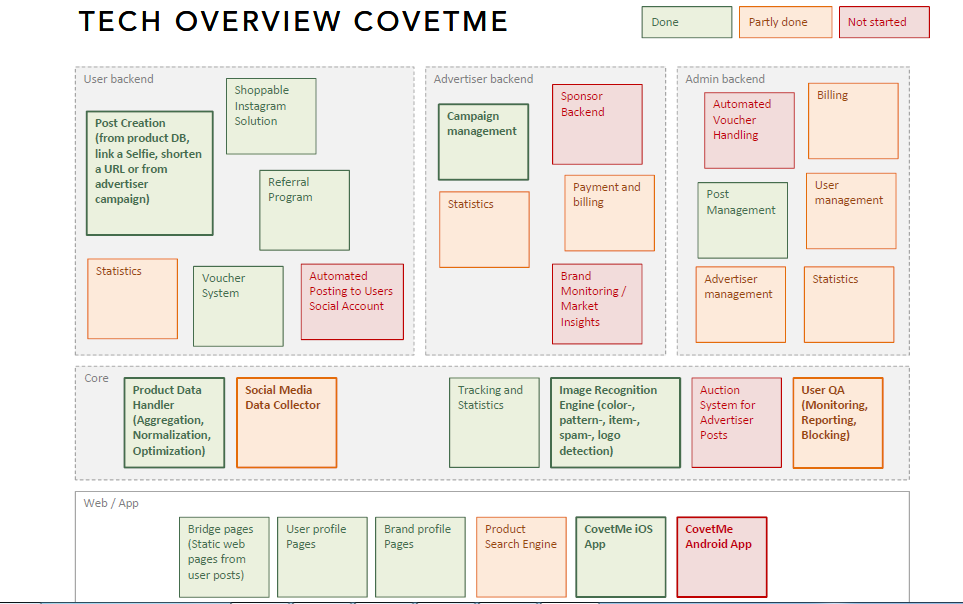 TECH OVERVIEW COVETME
Done
Partly done
Not started
User backend
Post Creation
(from product DB,
link a Selfie, shorten
a URL or from
advertiser
campaign)
Shoppable
Instagram
Solution
Referral
Program
Statistics
Voucher
System
Automated
Posting to Users
Social Account
Advertiser backend
Campaign
management
Sponsor
Backend
Statistics
Payment and
billing
Brand
Monitoring /
Market
Insights
Admin backend
Automated
Voucher
Handling
Billing
Post
Management
User
management
Advertiser
management
Statistics
Core
Product Data
Handler
(Aggregation,
Normalization,
Optimization)
Social Media
Data Collector
Tracking and
Statistics
Image Recognition
Engine (color-,
pattern-, item-,
spam-, logo
detection)
Auction
System for
Advertiser
Posts
User QA
(Monitoring,
Reporting,
Blocking)
Web / App
Bridge pages
(Static web
pages from
user posts)
User profile
Pages
Brand profile
Pages
Product
Search Engine
CovetMe iOS
App
CovetMe
Android App